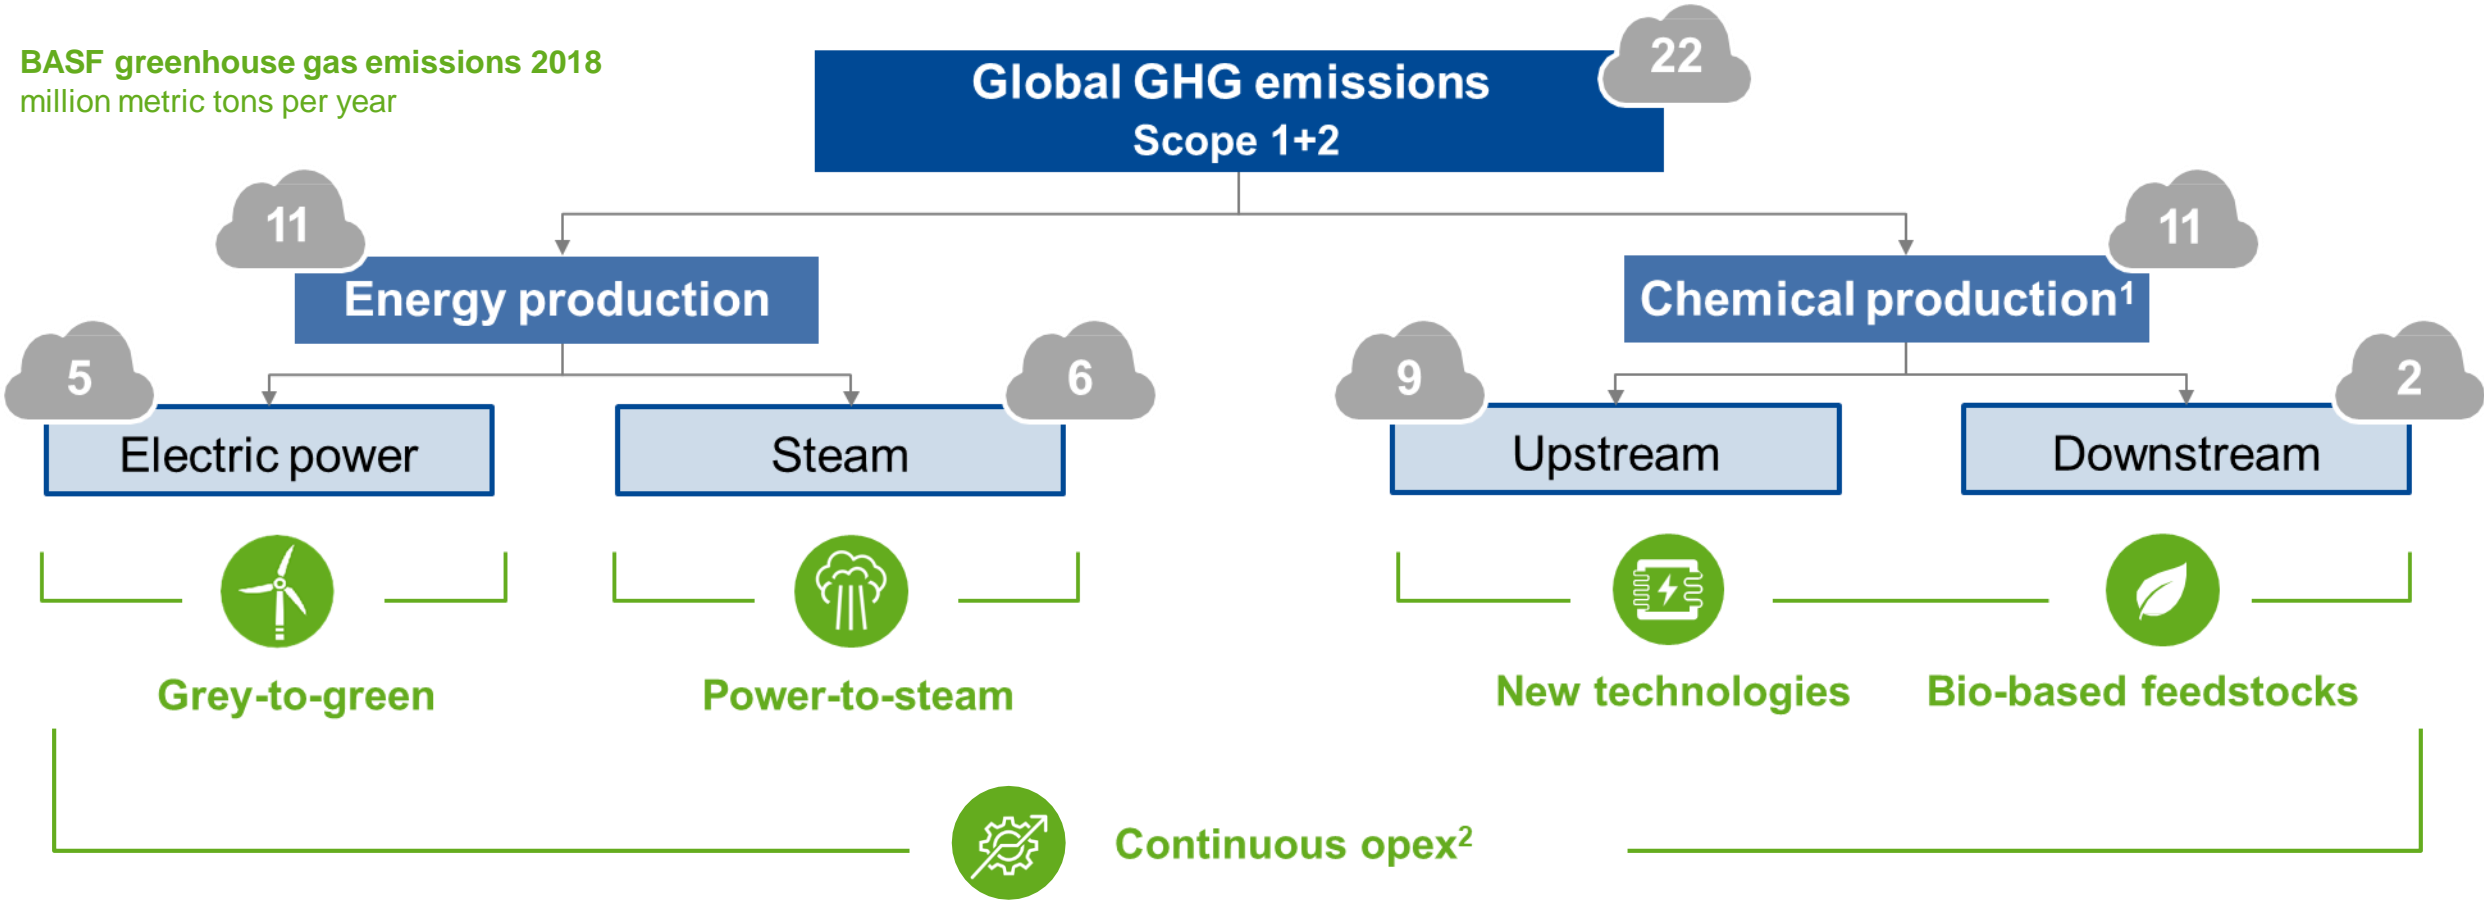 BASF greenhouse gas emissions 2018
million metric tons per year
22
Global GHG emissions
Scope 1+2
11
Energy production
11
Chemical production¹
5
Electric power
6
Steam
9
Upstream
2
Downstream
Grey-to-green
Power-to-steam
New technologies
Bio-based feedstocks
Continuous opex²